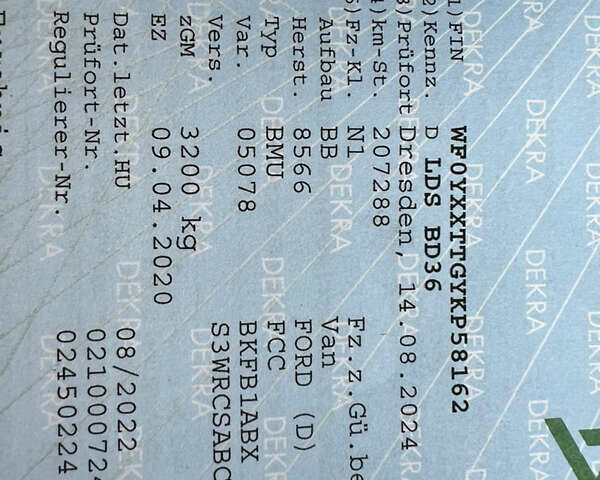 1)FIN WF0YXXTTGYKP58162
2)Kennz. D LDS BD36
3)Prüfort Dresden, 14.08.2024
4)km-St. 207288
5)Fz-Kl. N1 Fz.z.Gü.be
Aufbau BB Van
Herst. 8566 FORD (D)
Typ BMU FCC
Var. 05078 BKFB1ABX
Vers. S3WRCSABC
zGM 3200 kg
EZ 09.04.2020
Dat.letzt.HU 08/2022
Prüfort-Nr. 02100072
Regulierer-Nr. 02450224
DEKRA